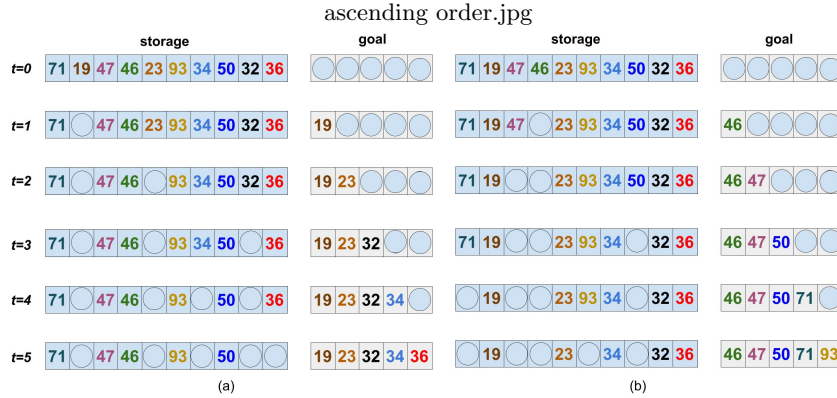 ascending order.jpg
storage goal storage goal
t=0 71 19 47 46 23 93 34 50 32 36 71 19 47 46 23 93 34 50 32 36
t=1 71 47 46 23 93 34 50 32 36 19 71 19 47 23 93 34 50 32 36 46
t=2 71 47 46 93 34 50 32 36 19 23 71 19 23 93 34 50 32 36 46 47
t=3 71 47 46 93 34 50 36 19 23 32 71 19 23 93 34 32 36 46 47 50
t=4 71 47 46 93 50 36 19 23 32 34 19 23 93 34 32 36 46 47 50 71
t=5 71 47 46 93 50 19 23 32 34 36 19 23 34 32 36 46 47 50 71 93
(a) (b)